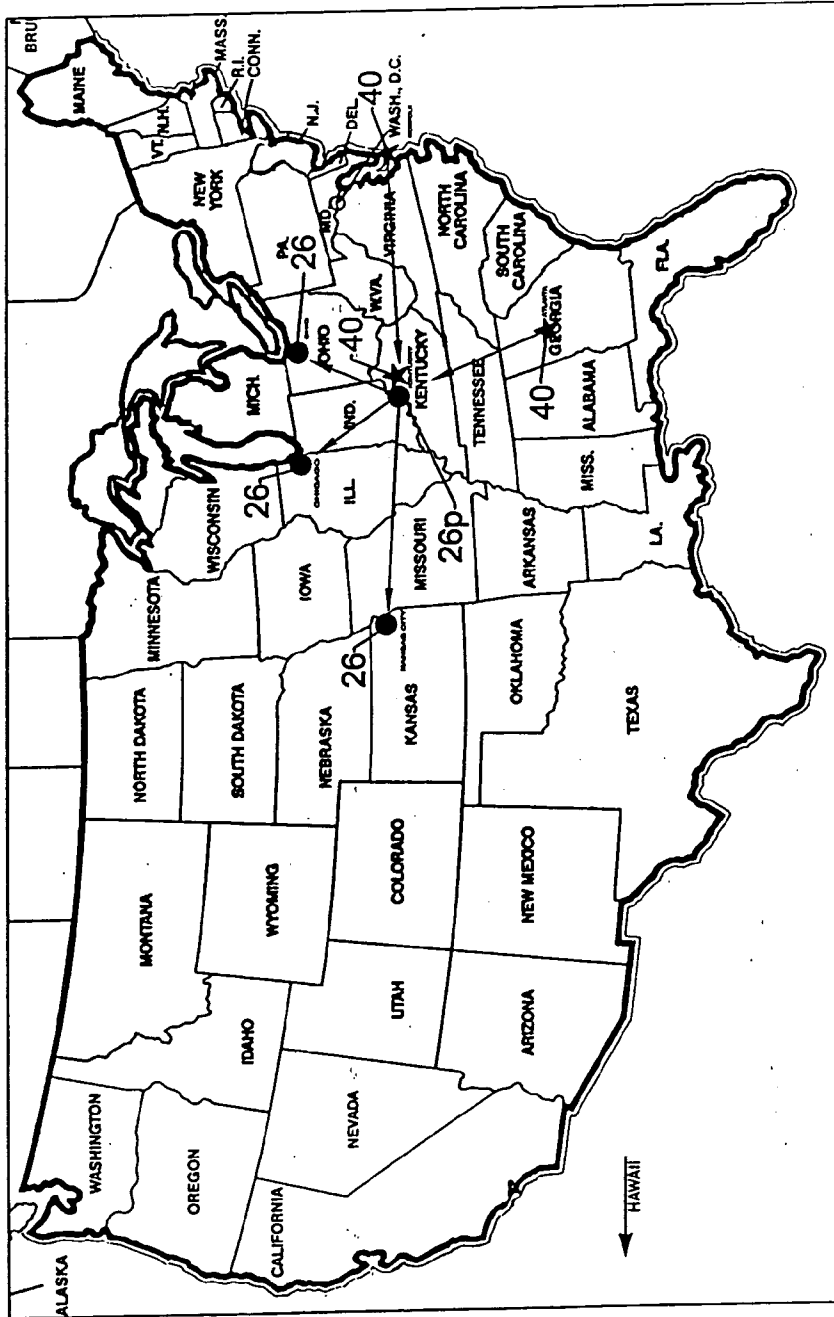 ALASKA
WASHINGTON
OREGON
CALIFORNIA
NEVADA
IDAHO
MONTANA
WYOMING
UTAH
ARIZONA
COLORADO
NEW MEXICO
NORTH DAKOTA
SOUTH DAKOTA
NEBRASKA
KANSAS
OKLAHOMA
TEXAS
MINNESOTA
IOWA
MISSOURI
ARKANSAS
LA.
WISCONSIN
ILL.
MICH.
IND.
OHIO
KENTUCKY
TENNESSEE
MISS.
ALABAMA
GEORGIA
FLA.
SOUTH
CAROLINA
NORTH
CAROLINA
VIRGINIA
W.VA.
PA.
MD.
NEW
YORK
VT.
N.H.
MAINE
BRU
MASS.
R.I.
CONN.
N.J.
DEL.
WASH., D.C.
HAWAII
KANSAS CITY
CHICAGO
26
26
26
26p
40
40
40